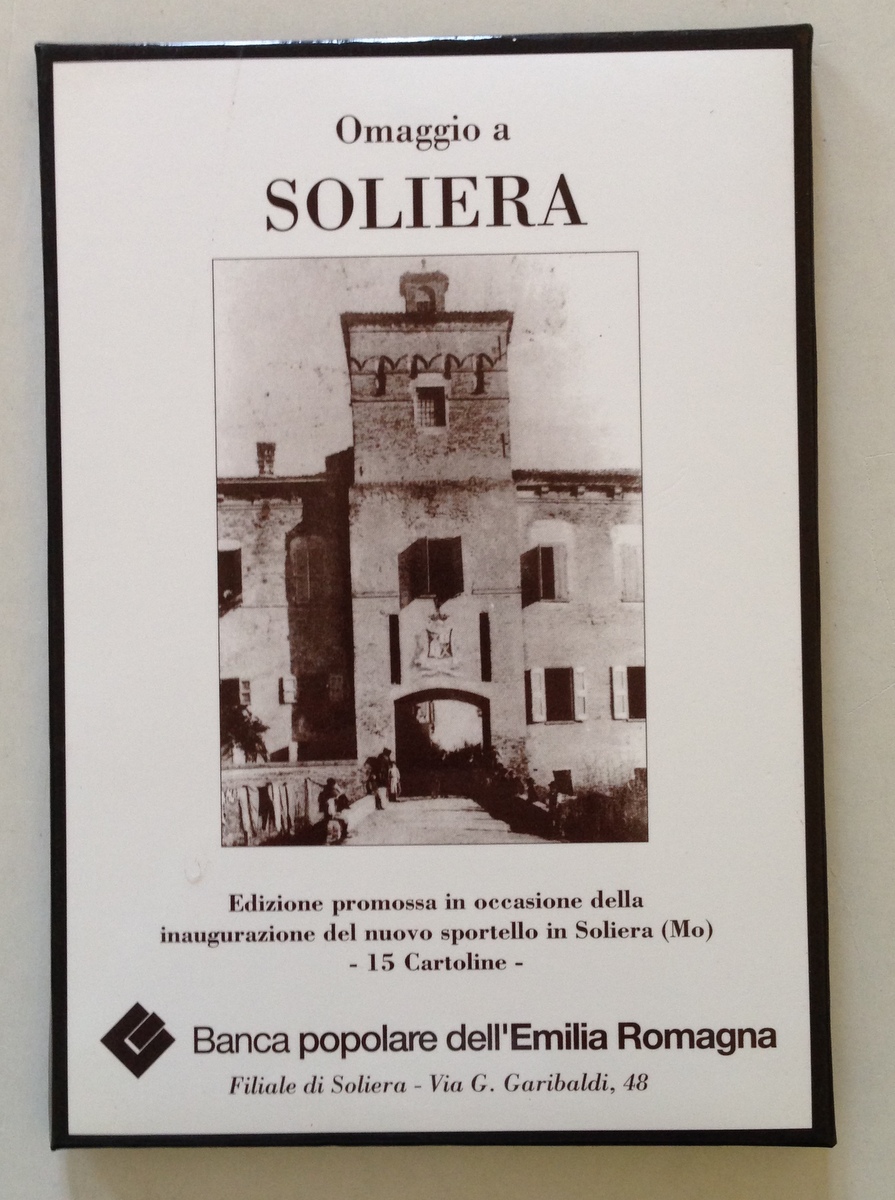 Omaggio a
SOLIERA
Edizione promossa in occasione della
inaugurazione del nuovo sportello in Soliera (Mo)
- 15 Cartoline -
Banca popolare dell'Emilia Romagna
Filiale di Soliera - Via G. Garibaldi, 48